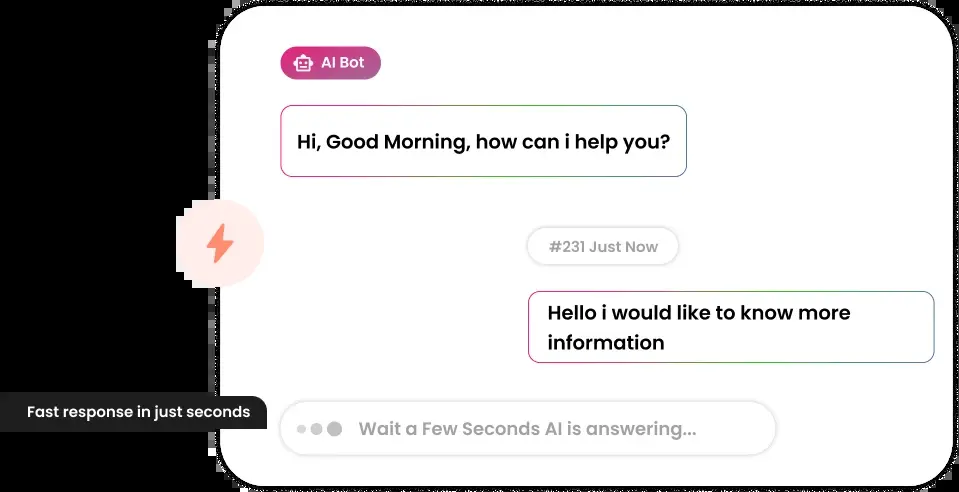 AI Bot
Hi, Good Morning, how can i help you?
#231 Just Now
Hello i would like to know more
information
Fast response in just seconds
Wait a Few Seconds AI is answering...